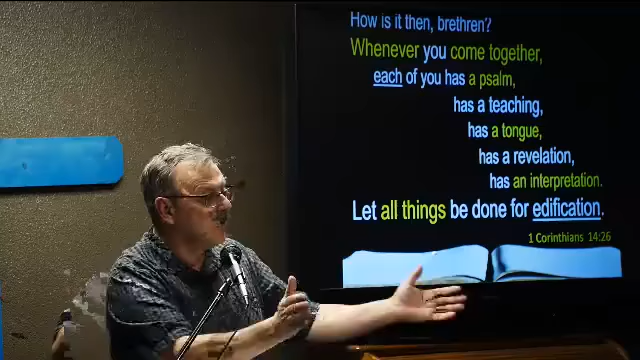 How is it then, brethren?
Whenever you come together,
each of you has a psalm,
has a teaching,
has a tongue,
has a revelation,
has an interpretation.
Let all things be done for edification.
1 Corinthians 14:26